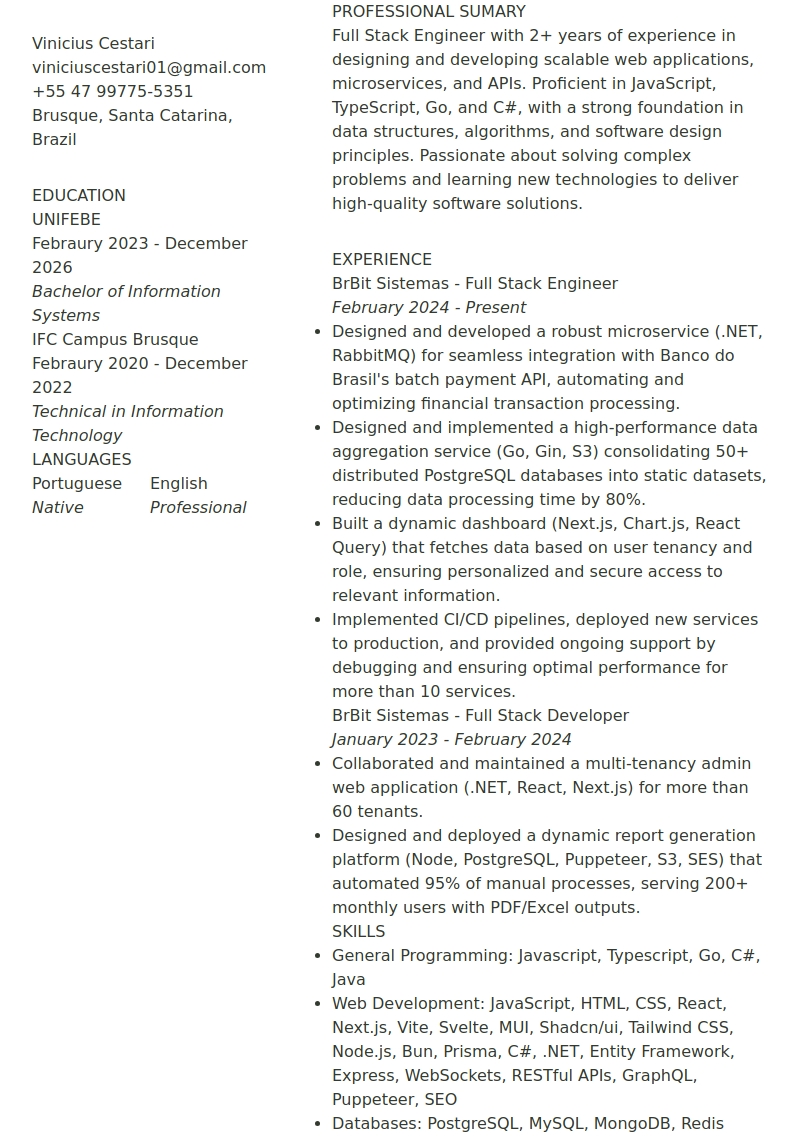 Vinicius Cestari
viniciuscestari01@gmail.com
+55 47 99775-5351
Brusque, Santa Catarina,
Brazil
EDUCATION
UNIFEBE
Febraury 2023 - December
2026
Bachelor of Information
Systems
IFC Campus Brusque
Febraury 2020 - December
2022
Technical in Information
Technology
LANGUAGES
Portuguese English
Native Professional
PROFESSIONAL SUMARY
Full Stack Engineer with 2+ years of experience in
designing and developing scalable web applications,
microservices, and APIs. Proficient in JavaScript,
TypeScript, Go, and C#, with a strong foundation in
data structures, algorithms, and software design
principles. Passionate about solving complex
problems and learning new technologies to deliver
high-quality software solutions.
EXPERIENCE
BrBit Sistemas - Full Stack Engineer
February 2024 - Present
• Designed and developed a robust microservice (.NET,
RabbitMQ) for seamless integration with Banco do
Brasil's batch payment API, automating and
optimizing financial transaction processing.
• Designed and implemented a high-performance data
aggregation service (Go, Gin, S3) consolidating 50+
distributed PostgreSQL databases into static datasets,
reducing data processing time by 80%.
• Built a dynamic dashboard (Next.js, Chart.js, React
Query) that fetches data based on user tenancy and
role, ensuring personalized and secure access to
relevant information.
• Implemented CI/CD pipelines, deployed new services
to production, and provided ongoing support by
debugging and ensuring optimal performance for
more than 10 services.
BrBit Sistemas - Full Stack Developer
January 2023 - February 2024
• Collaborated and maintained a multi-tenancy admin
web application (.NET, React, Next.js) for more than
60 tenants.
• Designed and deployed a dynamic report generation
platform (Node, PostgreSQL, Puppeteer, S3, SES) that
automated 95% of manual processes, serving 200+
monthly users with PDF/Excel outputs.
SKILLS
• General Programming: Javascript, Typescript, Go, C#,
Java
• Web Development: JavaScript, HTML, CSS, React,
Next.js, Vite, Svelte, MUI, Shadcn/ui, Tailwind CSS,
Node.js, Bun, Prisma, C#, .NET, Entity Framework,
Express, WebSockets, RESTful APIs, GraphQL,
Puppeteer, SEO
• Databases: PostgreSQL, MySQL, MongoDB, Redis